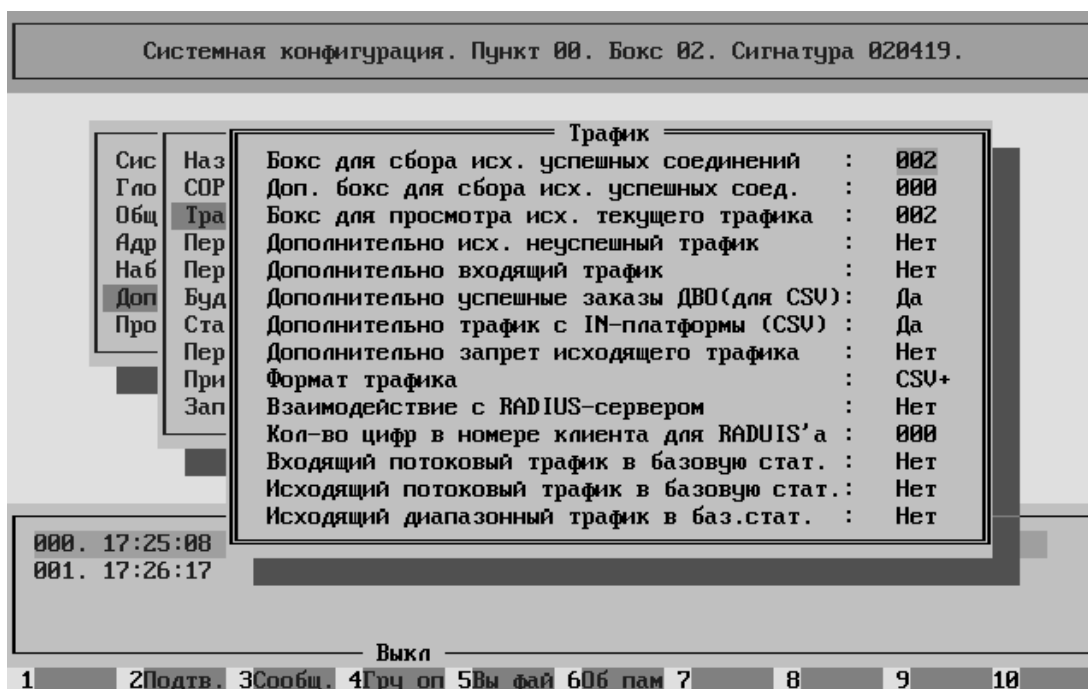 Системная конфигурация. Пункт 00. Бокс 02. Сигнатура 020419.
Трафик
Сис Наз Бокс для сбора исх. успешных соединений : 002
Гло СОР Доп. бокс для сбора исх. успешных соед. : 000
Общ Тра Бокс для просмотра исх. текущего трафика : 002
Адр Пер Дополнительно исх. неуспешный трафик : Нет
Наб Пер Дополнительно входящий трафик : Нет
Доп Буд Дополнительно успешные заказы ДВО(для CSV): Да
Про Ста Дополнительно трафик с IN-платформы (CSV) : Да
Пер Дополнительно запрет исходящего трафика : Нет
При Формат трафика : CSV+
Зап Взаимодействие с RADIUS-сервером : Нет
Кол-во цифр в номере клиента для RADUIS'а : 000
Входящий потоковый трафик в базовую стат. : Нет
Исходящий потоковый трафик в базовую стат.: Нет
Исходящий диапазонный трафик в баз.стат. : Нет
000. 17:25:08
001. 17:26:17
Выкл
1 2Подтв. 3Сообщ. 4Гру оп 5Вы фай 6Об пам 7 8 9 10